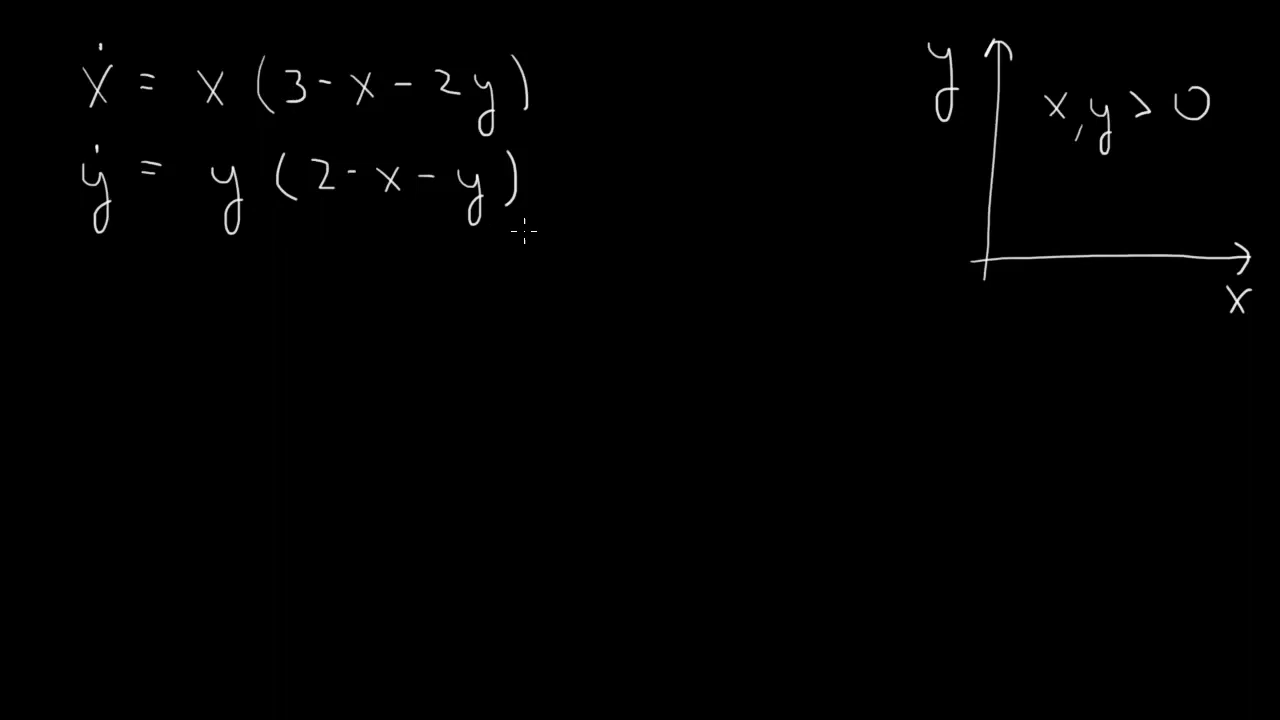 ẋ = x (3 - x - 2y)
ẏ = y (2 - x - y)
y
x, y > 0
x